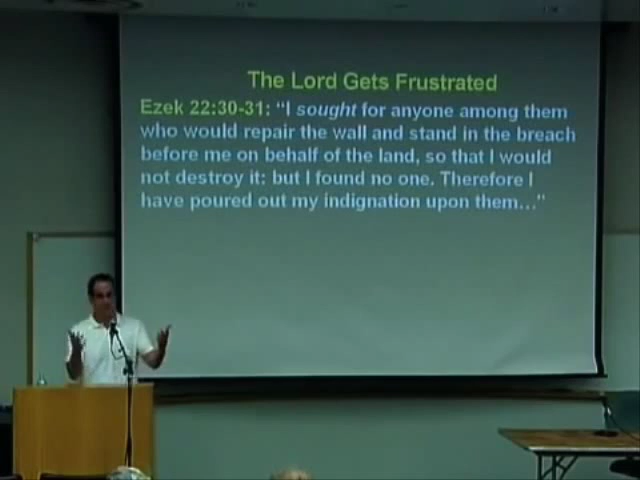 The Lord Gets Frustrated
Ezek 22:30-31: “I sought for anyone among them
who would repair the wall and stand in the breach
before me on behalf of the land, so that I would
not destroy it: but I found no one. Therefore I
have poured out my indignation upon them…”